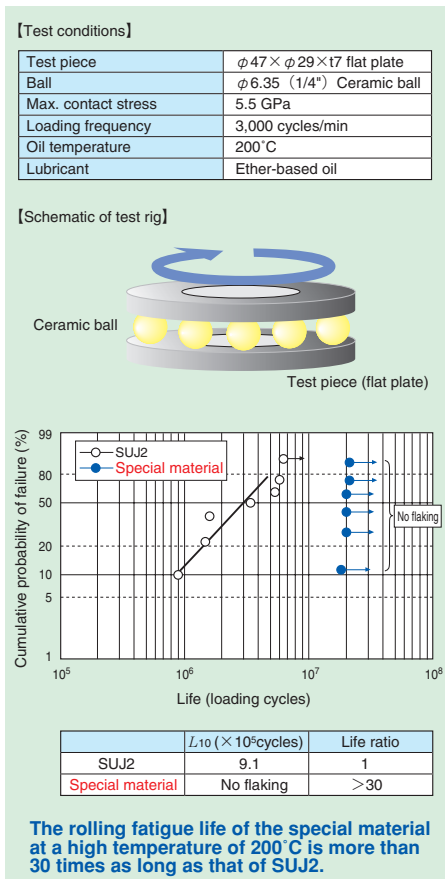 【Test conditions】
Test piece φ47×φ29×t7 flat plate
Ball φ6.35（1/4"）Ceramic ball
Max. contact stress 5.5 GPa
Loading frequency 3,000 cycles/min
Oil temperature 200˚C
Lubricant Ether-based oil
【Schematic of test rig】
Ceramic ball
Test piece (flat plate)
Cumulative probability of failure (%)
99
80
50
20
10
5
1
SUJ2
Special material
No flaking
10⁵ 10⁶ 10⁷ 10⁸
Life (loading cycles)
L10 (×10⁵cycles) Life ratio
SUJ2 9.1 1
Special material No flaking ＞30
The rolling fatigue life of the special material
at a high temperature of 200˚C is more than
30 times as long as that of SUJ2.